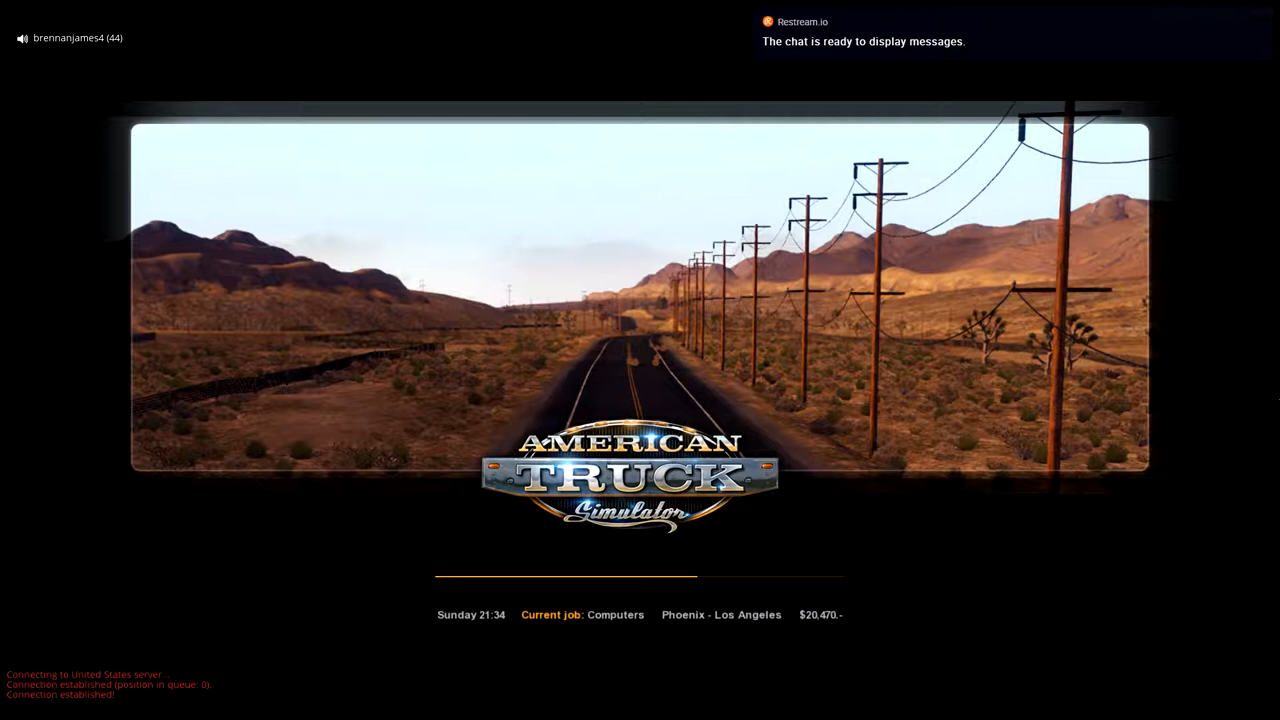 brennanjames4 (44)
Restream.io
The chat is ready to display messages.
AMERICAN
TRUCK
Simulator
Sunday 21:34 Current job: Computers Phoenix - Los Angeles $20,470.-
Connecting to United States server...
Connection established (position in queue: 0).
Connection established!